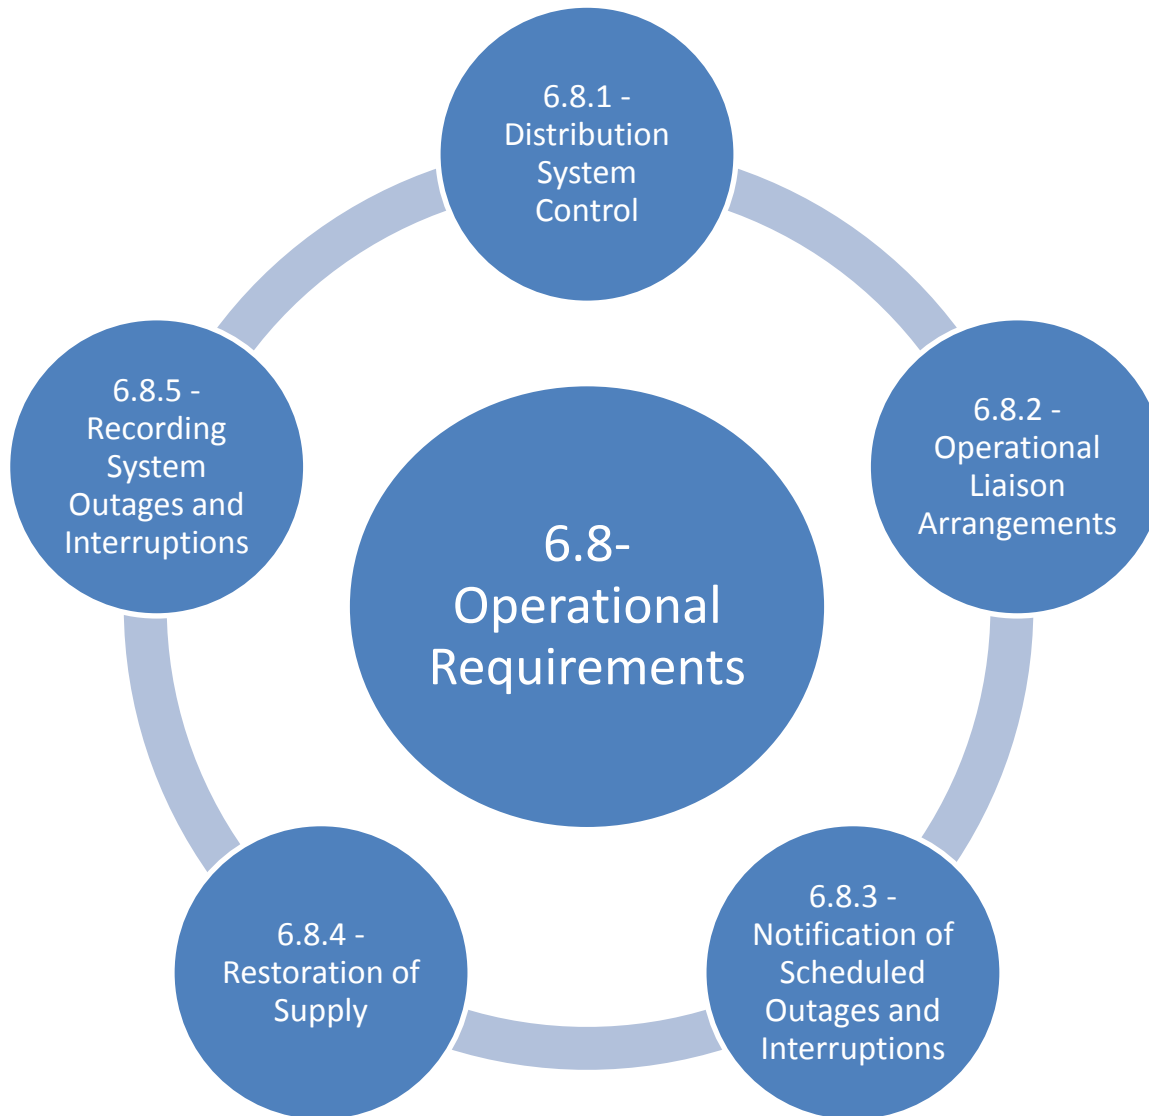 6.8.1 -
Distribution
System
Control
6.8.2 -
Operational
Liaison
Arrangements
6.8.3 -
Notification of
Scheduled
Outages and
Interruptions
6.8.4 -
Restoration of
Supply
6.8.5 -
Recording
System
Outages and
Interruptions
6.8-
Operational
Requirements